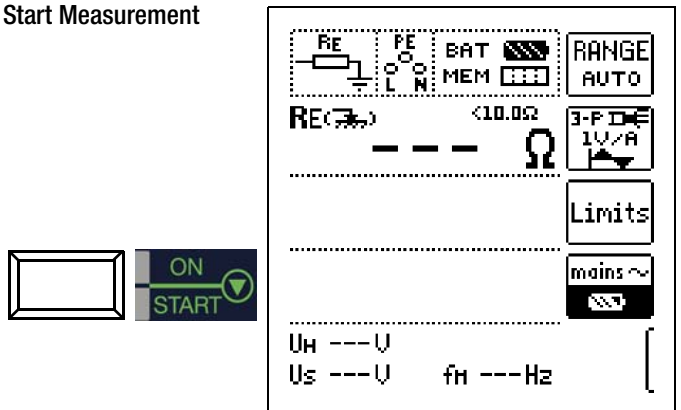 Start Measurement
RE PE BAT RANGE
L N MEM AUTO
RE( ) <10.0Ω 3-P
--- Ω 1V/A
Limits
ON mains ~
START
UH ---V
US ---V fH ---Hz